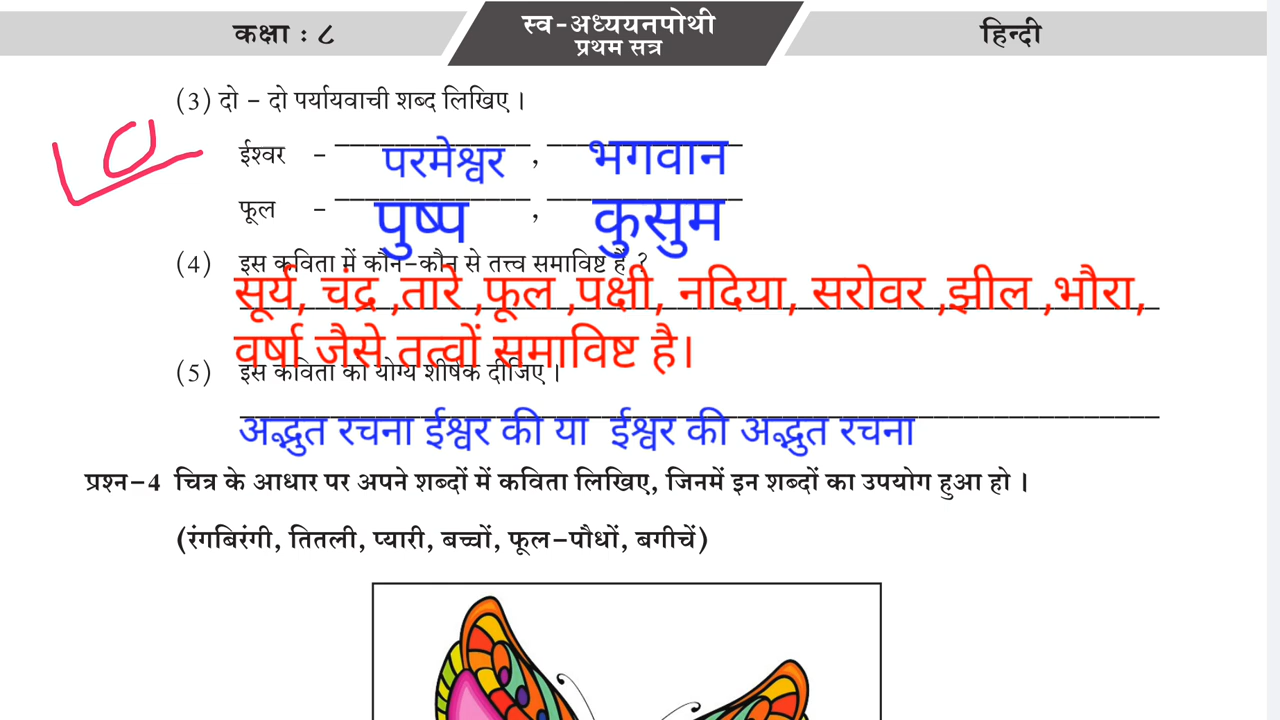 कक्षा : ८
स्व-अध्ययनपोथी
प्रथम सत्र
हिन्दी
(3) दो - दो पर्यायवाची शब्द लिखिए ।
ईश्वर - परमेश्वर , भगवान
फूल - पुष्प , कुसुम
(4) इस कविता में कौन-कौन से तत्त्व समाविष्ट हैं ?
सूर्य, चंद्र ,तारे ,फूल ,पक्षी, नदिया, सरोवर ,झील ,भौरा,
वर्षा जैसे तत्वों समाविष्ट है।
(5) इस कविता को योग्य शीर्षक दीजिए ।
अद्भुत रचना ईश्वर की या ईश्वर की अद्भुत रचना
प्रश्न-4 चित्र के आधार पर अपने शब्दों में कविता लिखिए, जिनमें इन शब्दों का उपयोग हुआ हो ।
(रंगबिरंगी, तितली, प्यारी, बच्चों, फूल-पौधों, बगीचें)